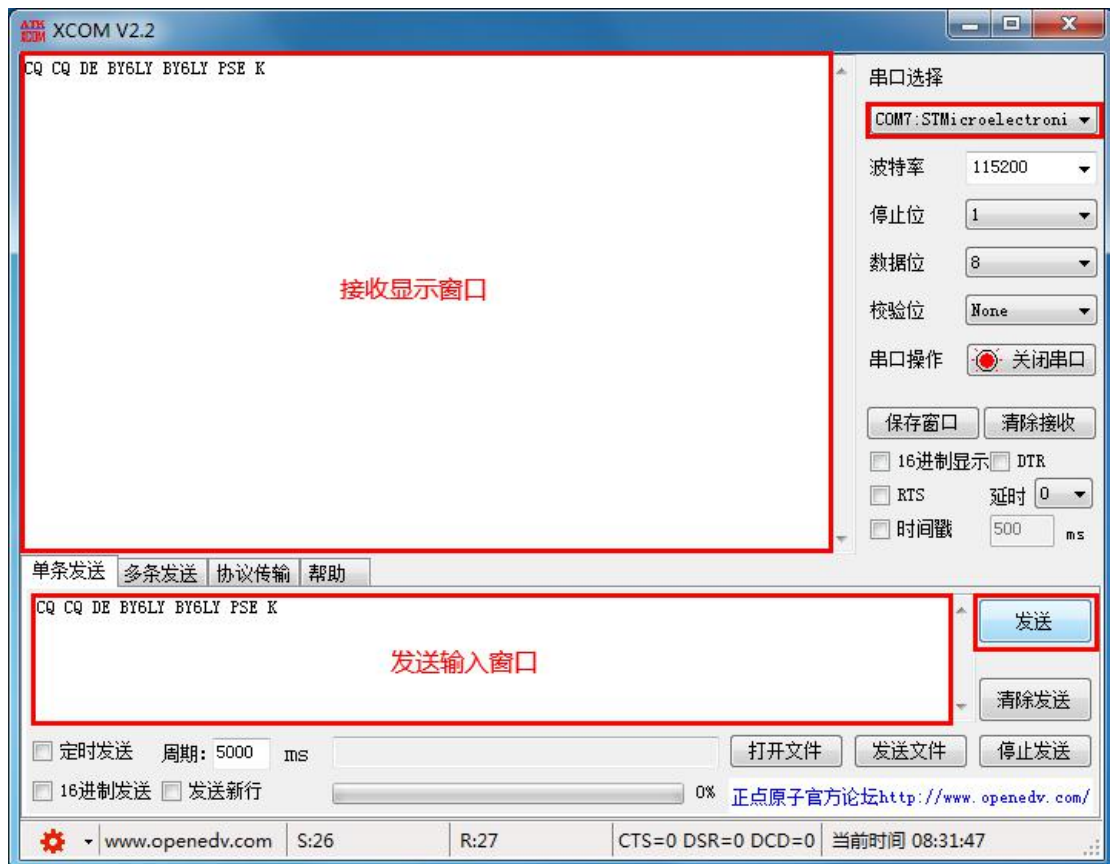 ATK XCOM XCOM V2.2
CQ CQ DE BY6LY BY6LY PSE K
接收显示窗口
串口选择
COM7:STMicroelectroni
波特率 115200
停止位 1
数据位 8
校验位 None
串口操作 关闭串口
保存窗口 清除接收
16进制显示 DTR
RTS 延时 0
时间戳 500 ms
单条发送 多条发送 协议传输 帮助
CQ CQ DE BY6LY BY6LY PSE K
发送输入窗口
发送
清除发送
定时发送 周期: 5000 ms 打开文件 发送文件 停止发送
16进制发送 发送新行 0% 正点原子官方论坛http://www.openedv.com/
www.openedv.com S:26 R:27 CTS=0 DSR=0 DCD=0 当前时间 08:31:47